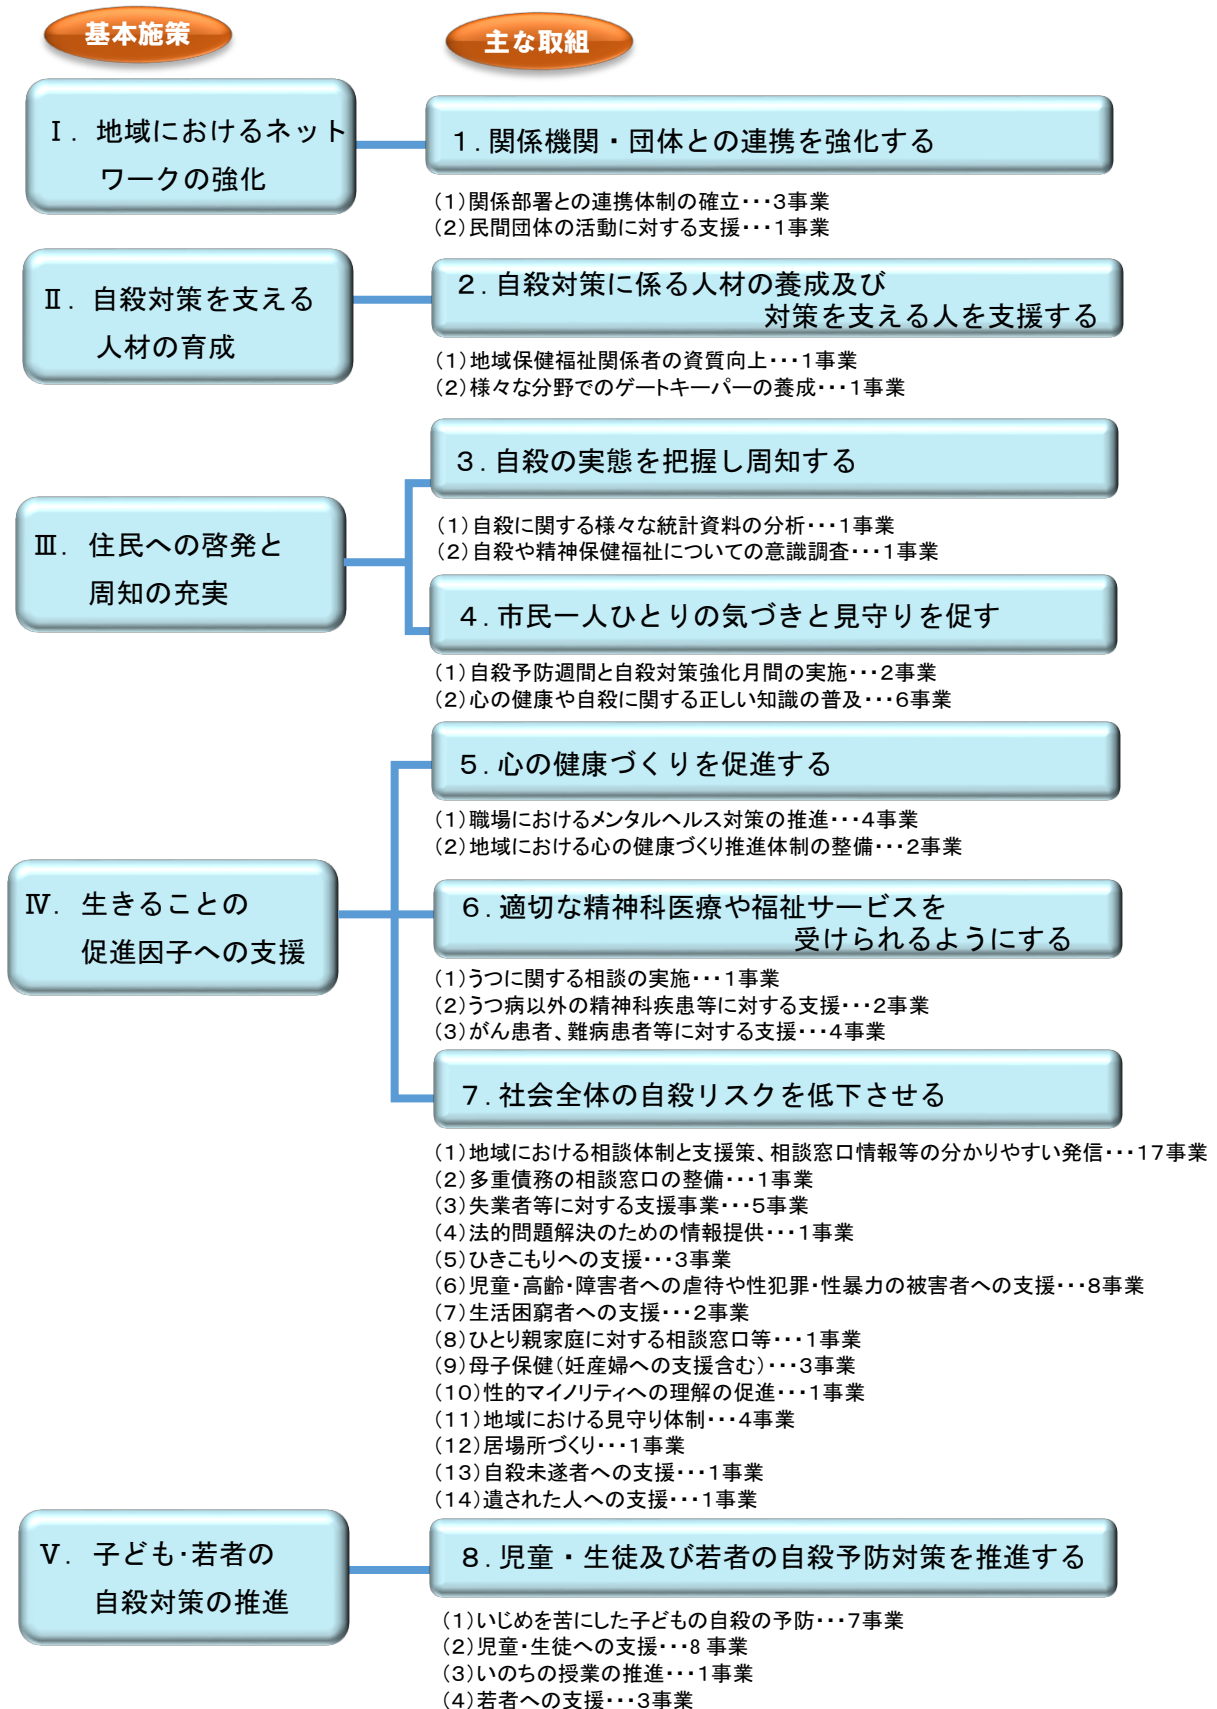 基本施策
主な取組
Ⅰ．地域におけるネット
ワークの強化
１.関係機関・団体との連携を強化する
（１）関係部署との連携体制の確立・・・３事業
（２）民間団体の活動に対する支援・・・１事業
Ⅱ．自殺対策を支える
人材の育成
２.自殺対策に係る人材の養成及び
対策を支える人を支援する
（１）地域保健福祉関係者の資質向上・・・１事業
（２）様々な分野でのゲートキーパーの養成・・・１事業
Ⅲ．住民への啓発と
周知の充実
３.自殺の実態を把握し周知する
（１）自殺に関する様々な統計資料の分析・・・１事業
（２）自殺や精神保健福祉についての意識調査・・・１事業
４.市民一人ひとりの気づきと見守りを促す
（１）自殺予防週間と自殺対策強化月間の実施・・・２事業
（２）心の健康や自殺に関する正しい知識の普及・・・６事業
Ⅳ．生きることの
促進因子への支援
５.心の健康づくりを促進する
（１）職場におけるメンタルヘルス対策の推進・・・４事業
（２）地域における心の健康づくり推進体制の整備・・・２事業
６.適切な精神科医療や福祉サービスを
受けられるようにする
（１）うつに関する相談の実施・・・１事業
（２）うつ病以外の精神科疾患等に対する支援・・・２事業
（３）がん患者、難病患者等に対する支援・・・４事業
７.社会全体の自殺リスクを低下させる
（１）地域における相談体制と支援策、相談窓口情報等の分かりやすい発信・・・１７事業
（２）多重債務の相談窓口の整備・・・１事業
（３）失業者等に対する支援事業・・・５事業
（４）法的問題解決のための情報提供・・・１事業
（５）ひきこもりへの支援・・・３事業
（６）児童・高齢・障害者への虐待や性犯罪・性暴力の被害者への支援・・・８事業
（７）生活困窮者への支援・・・２事業
（８）ひとり親家庭に対する相談窓口等・・・１事業
（９）母子保健（妊産婦への支援含む）・・・３事業
（１０）性的マイノリティへの理解の促進・・・１事業
（１１）地域における見守り体制・・・４事業
（１２）居場所づくり・・・１事業
（１３）自殺未遂者への支援・・・１事業
（１４）遺された人への支援・・・１事業
Ⅴ．子ども・若者の
自殺対策の推進
８.児童・生徒及び若者の自殺予防対策を推進する
（１）いじめを苦にした子どもの自殺の予防・・・７事業
（２）児童・生徒への支援・・・8 事業
（３）いのちの授業の推進・・・１事業
（４）若者への支援・・・３事業